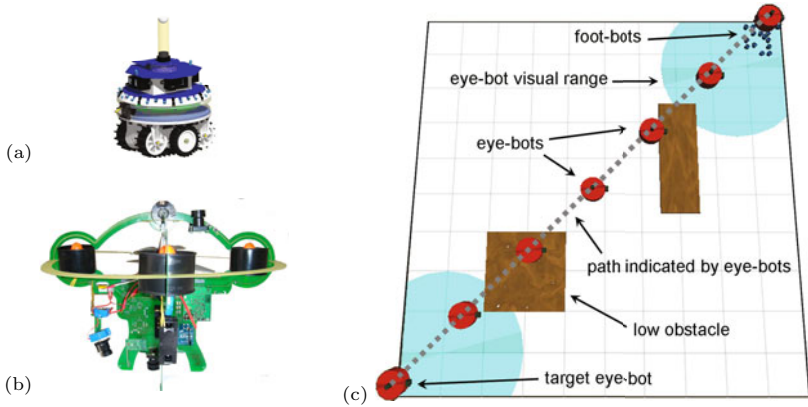 (a)
(b)
(c)
foot-bots
eye-bot visual range
eye-bots
path indicated by eye-bots
low obstacle
target eye-bot